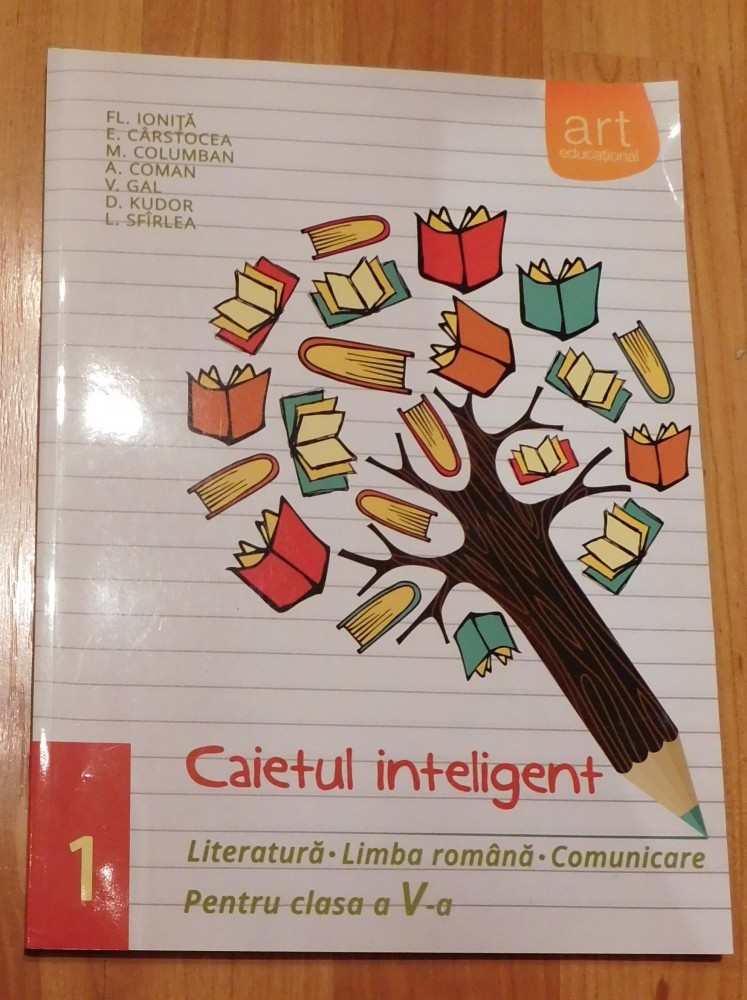 FL. IONIȚĂ
E. CÂRSTOCEA
M. COLUMBAN
A. COMAN
V. GAL
D. KUDOR
L. SFÎRLEA
art
educațional
Caietul inteligent
1
Literatură • Limba română • Comunicare
Pentru clasa a V-a